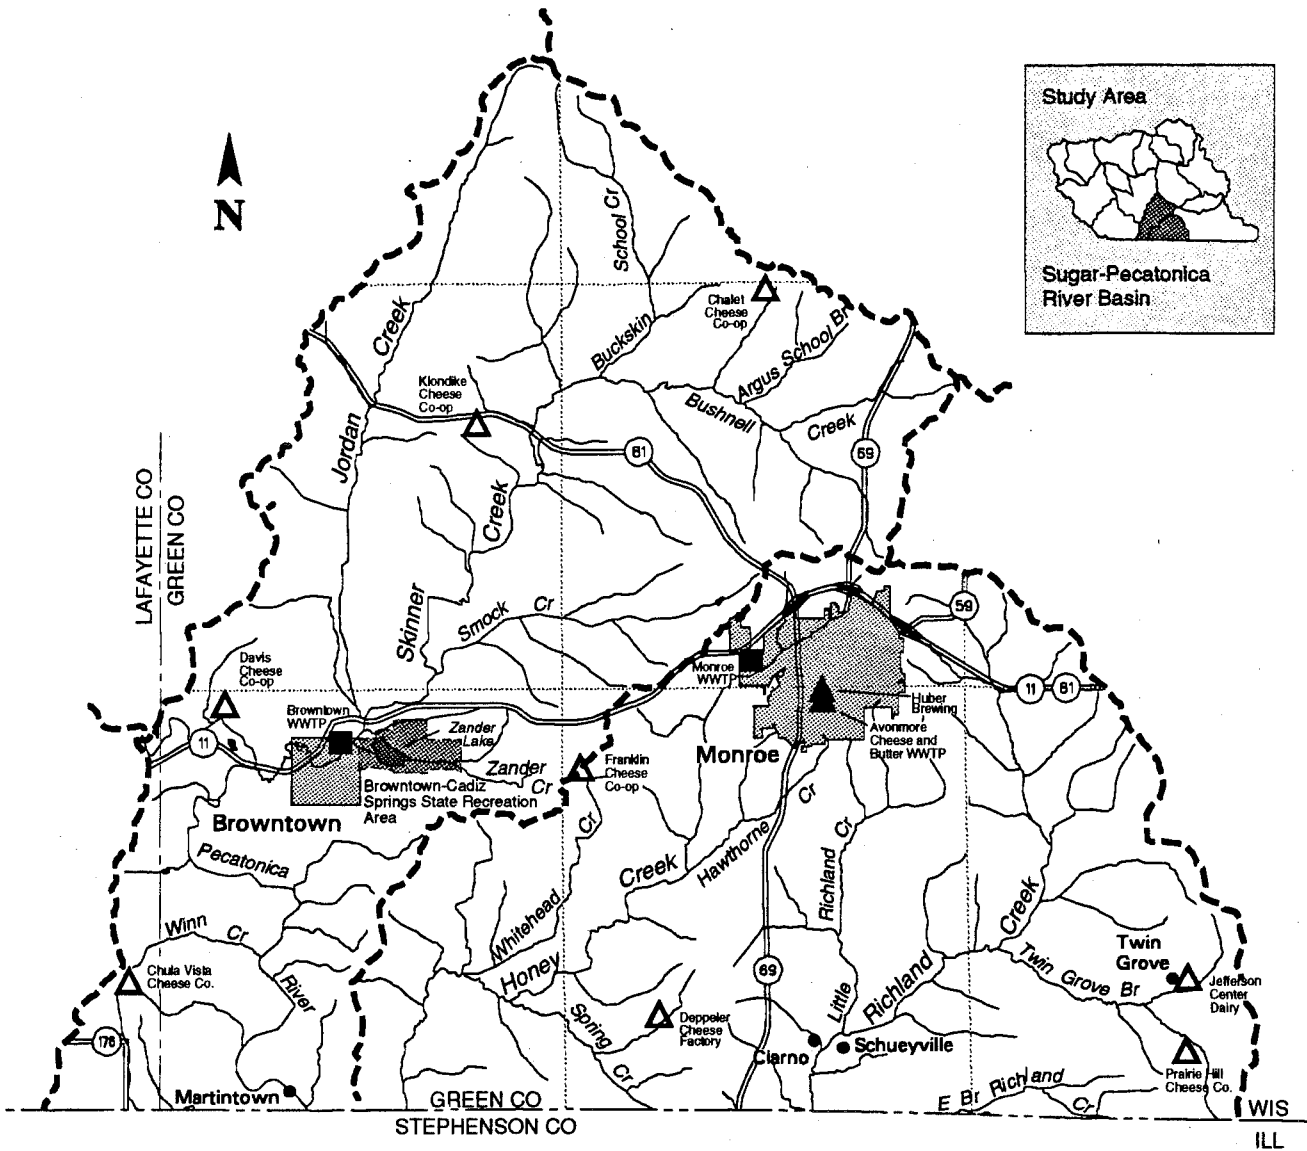 Study Area
Sugar-Pecatonica
River Basin
N
School Cr
Creek
Chalet
Cheese
Co-op
Buckskin
Argus School Br
Klondike
Cheese
Co-op
Bushnell
Creek
Jordan
81
69
LAFAYETTE CO
GREEN CO
Creek
Skinner
Smock Cr
59
Davis
Cheese
Co-op
Monroe
WWTP
11
81
Browntown
WWTP
Huber
Brewing
Zander
Lake
Avonmore
Cheese and
Butter WWTP
11
Monroe
Zander
Cr
Franklin
Cheese
Co-op
Browntown-Cadiz
Springs State Recreation
Area
Browntown
Cr
Cr
Cr
Pecatonica
Creek
Hawthorne
Richland
Whitehead
Creek
Winn Cr
Twin
Grove
Honey
Twin Grove Br
Chula Vista
Cheese Co.
69
Richland
Jefferson
Center
Dairy
River
Little
Spring
Deppeler
Cheese
Factory
176
Clarno
Schueyville
Cr
Prairie Hill
Cheese Co.
Martintown
E Br Richland
Cr
GREEN CO
WIS
STEPHENSON CO
ILL